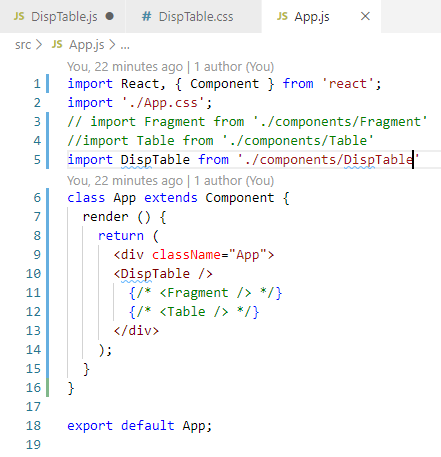 JS DispTable.js
JS DispTable.css
JS App.js
src > JS App.js > ...
You, 22 minutes ago | 1 author (You)
1 import React, { Component } from 'react';
2 import './App.css';
3 // import Fragment from './components/Fragment'
4 //import Table from './components/Table'
5 import DispTable from './components/DispTable'
You, 22 minutes ago | 1 author (You)
6 class App extends Component {
7 render () {
8 return (
9 <div className="App">
10 <DispTable />
11 {/* <Fragment /> */}
12 {/* <Table /> */}
13 </div>
14 );
15 }
16 }
17
18 export default App;
19